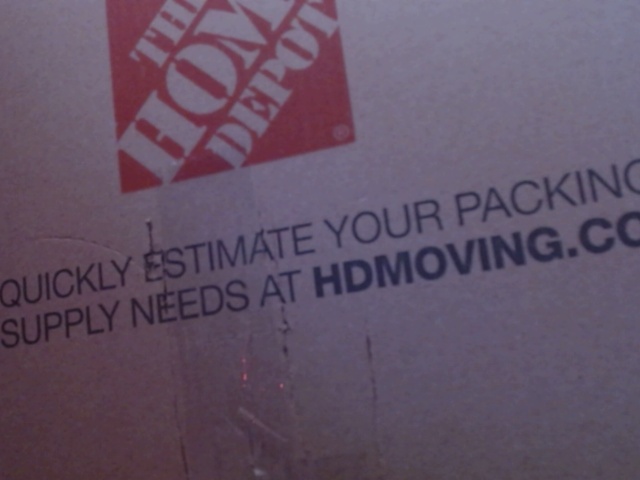 THE
HOME
DEPOT
®
QUICKLY ESTIMATE YOUR PACKING
SUPPLY NEEDS AT HDMOVING.CO